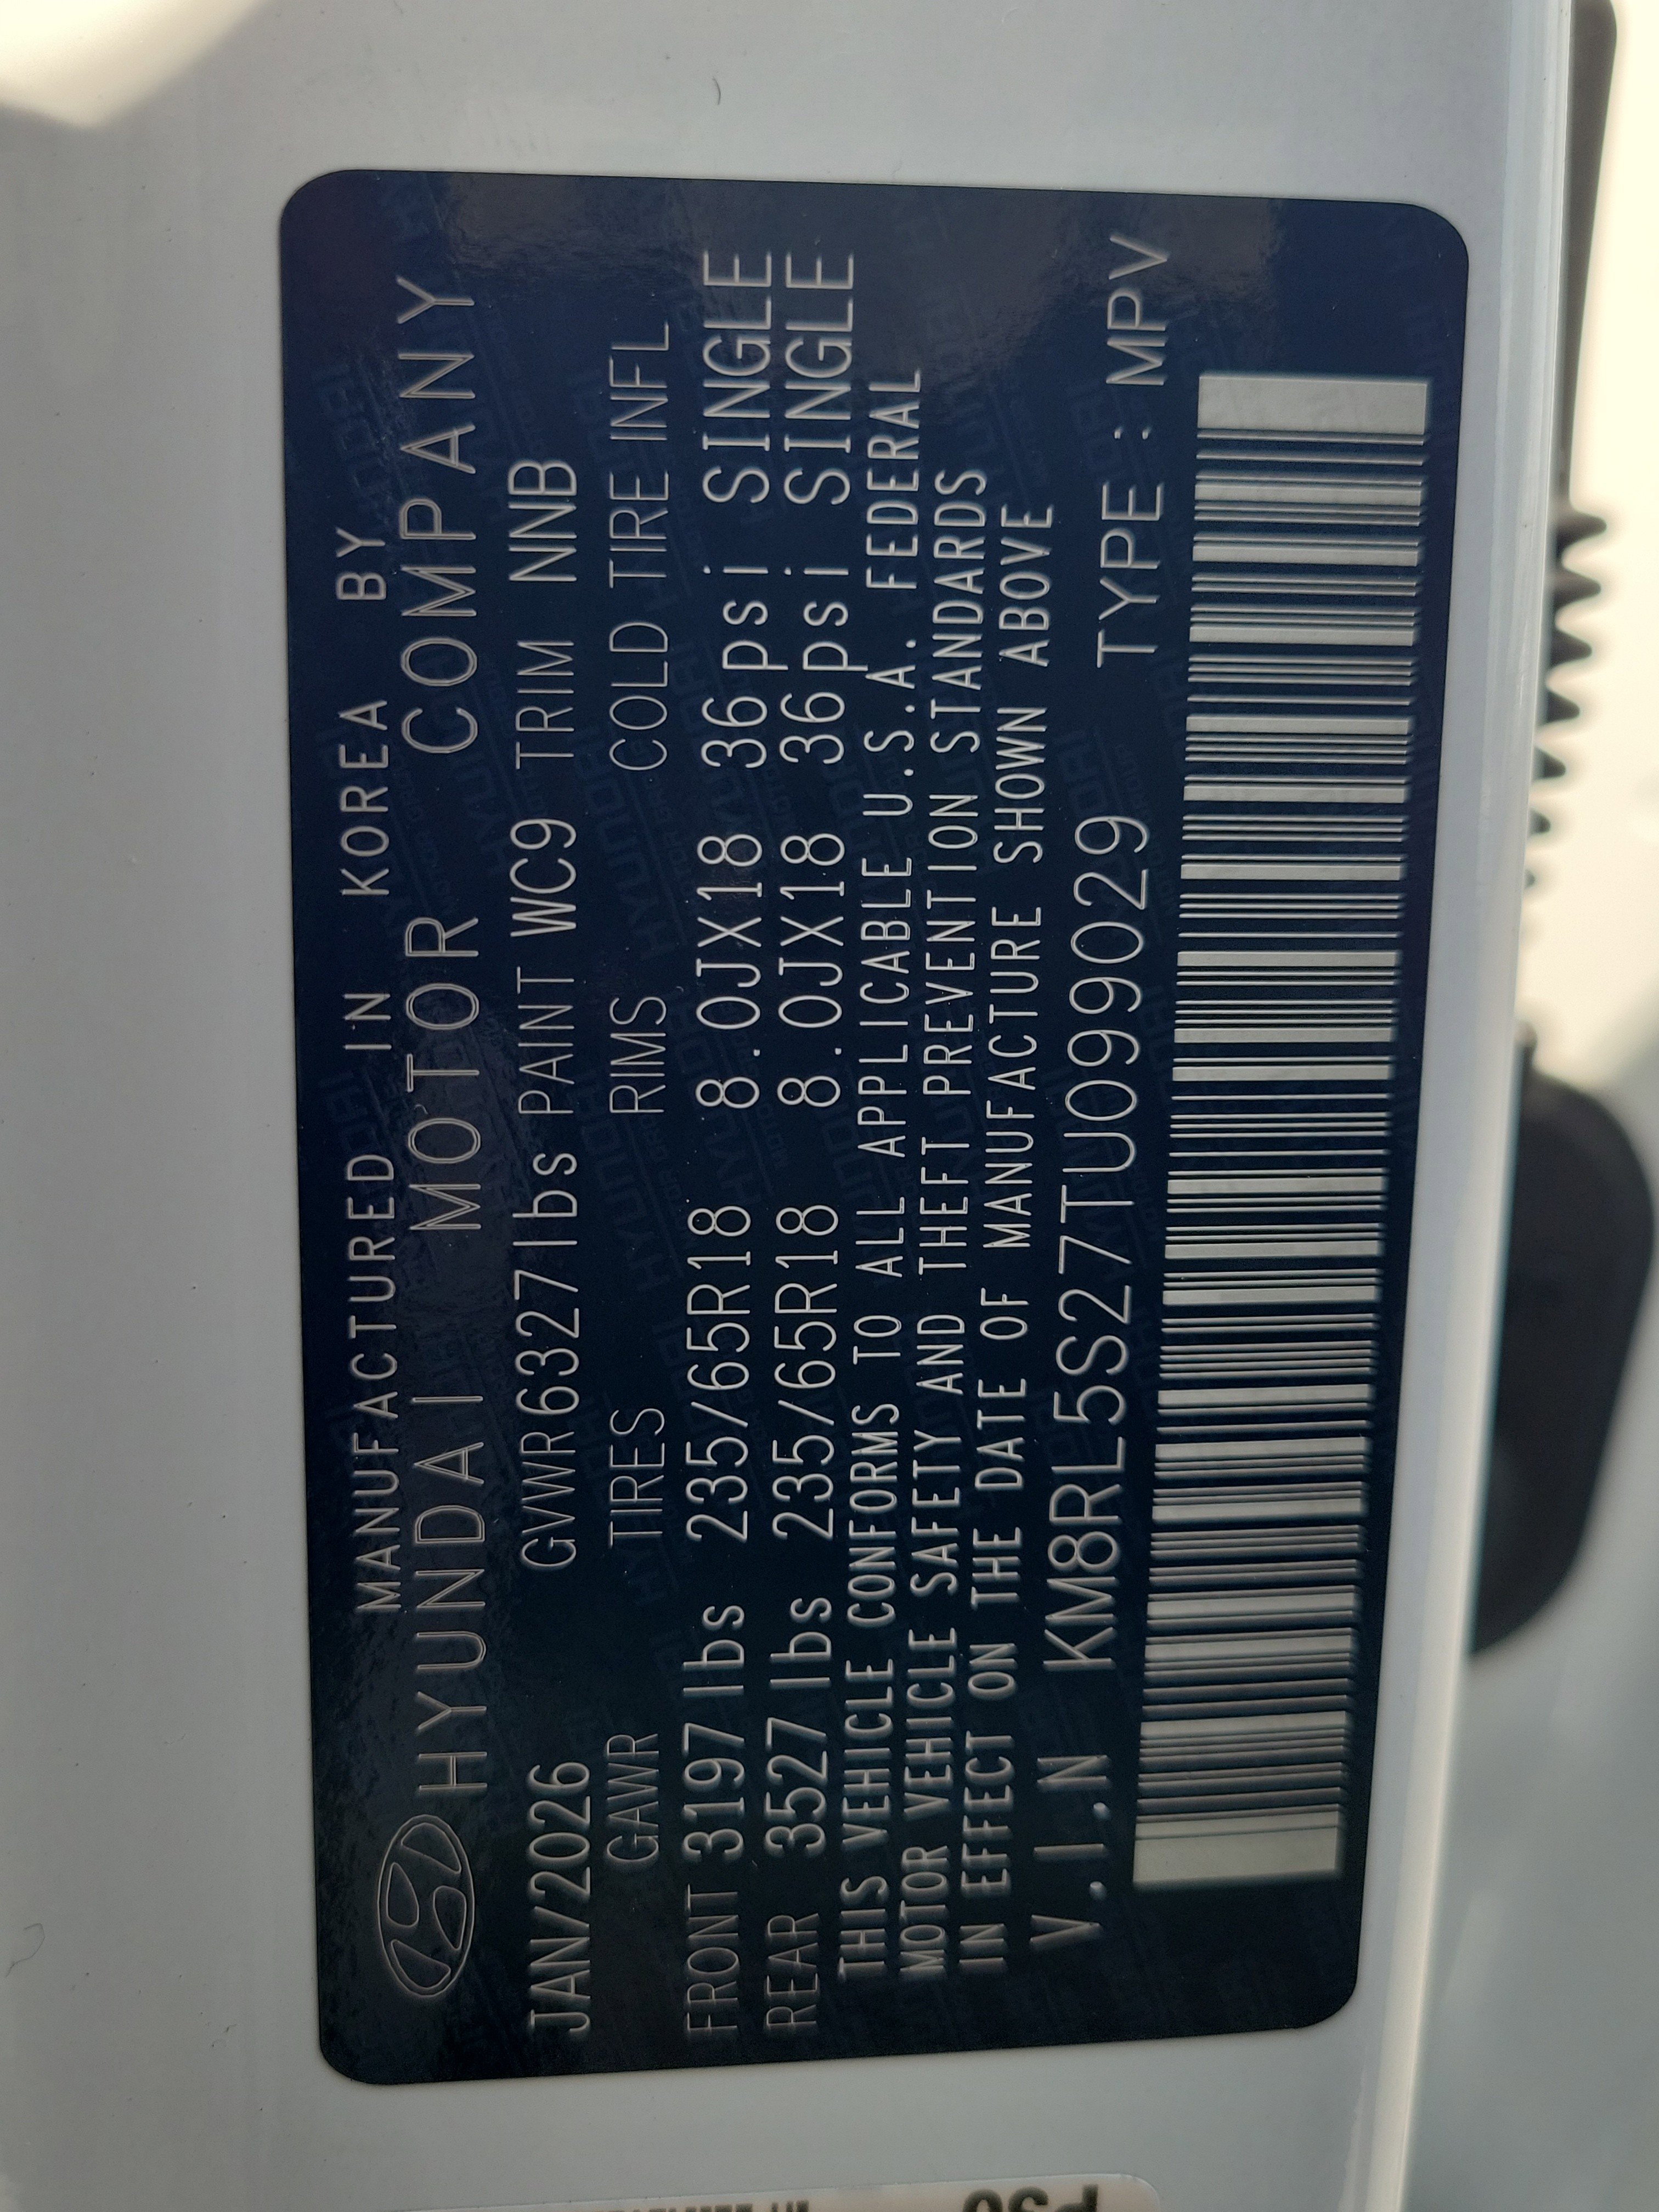 MANUFACTURED IN KOREA BY
HYUNDAI MOTOR COMPANY
JAN/2026 GVWR6327lbs PAINT WC9 TRIM NNB
GAWR TIRES RIMS COLD TIRE INFL
FRONT 3197 lbs 235/65R18 8.0JX18 36psi SINGLE
REAR 3527 lbs 235/65R18 8.0JX18 36psi SINGLE
THIS VEHICLE CONFORMS TO ALL APPLICABLE U.S.A. FEDERAL
MOTOR VEHICLE SAFETY AND THEFT PREVENTION STANDARDS
IN EFFECT ON THE DATE OF MANUFACTURE SHOWN ABOVE
V.I.N KM8RL5S27TU099029 TYPE : MPV